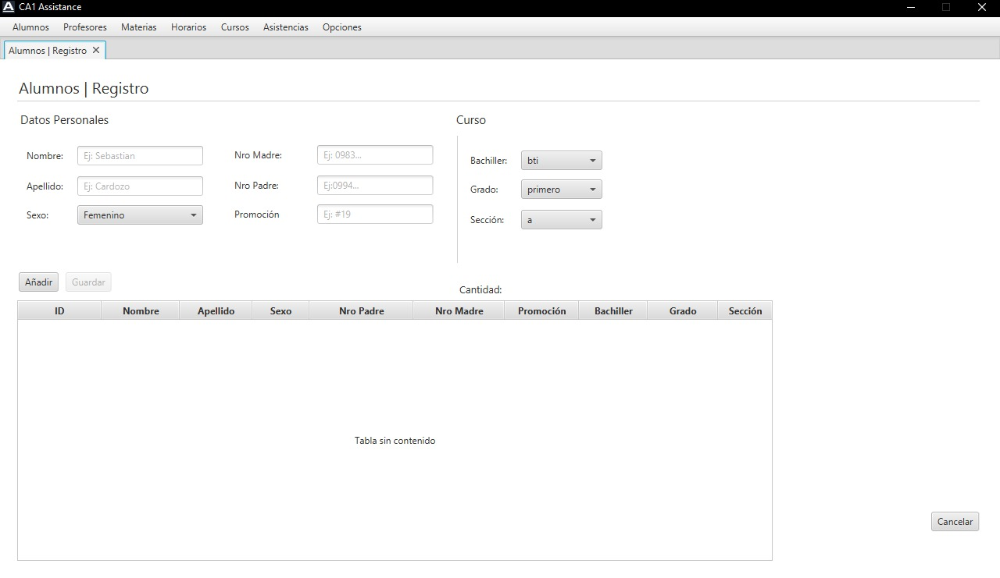 CA1 Assistance
Alumnos Profesores Materias Horarios Cursos Asistencias Opciones
Alumnos | Registro
Alumnos | Registro
Datos Personales
Curso
Nombre: Ej: Sebastian
Nro Madre: Ej: 0983...
Bachiller: bti
Apellido: Ej: Cardozo
Nro Padre: Ej:0994...
Grado: primero
Sexo: Femenino
Promoción Ej: #19
Sección: a
Añadir Guardar
Cantidad:
ID Nombre Apellido Sexo Nro Padre Nro Madre Promoción Bachiller Grado Sección
Tabla sin contenido
Cancelar